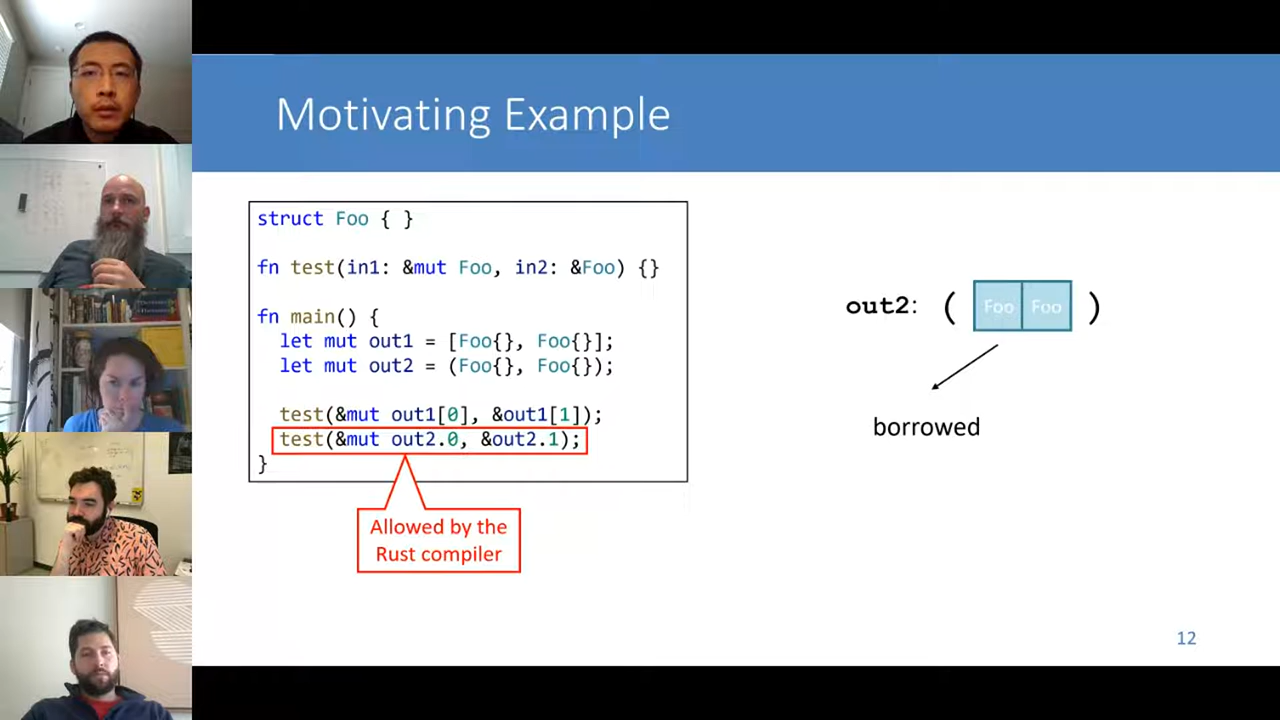 Motivating Example
struct Foo { }
fn test(in1: &mut Foo, in2: &Foo) {}
fn main() {
let mut out1 = [Foo{}, Foo{}];
let mut out2 = (Foo{}, Foo{});
test(&mut out1[0], &out1[1]);
test(&mut out2.0, &out2.1);
}
Allowed by the
Rust compiler
out2: ( Foo Foo )
borrowed
12